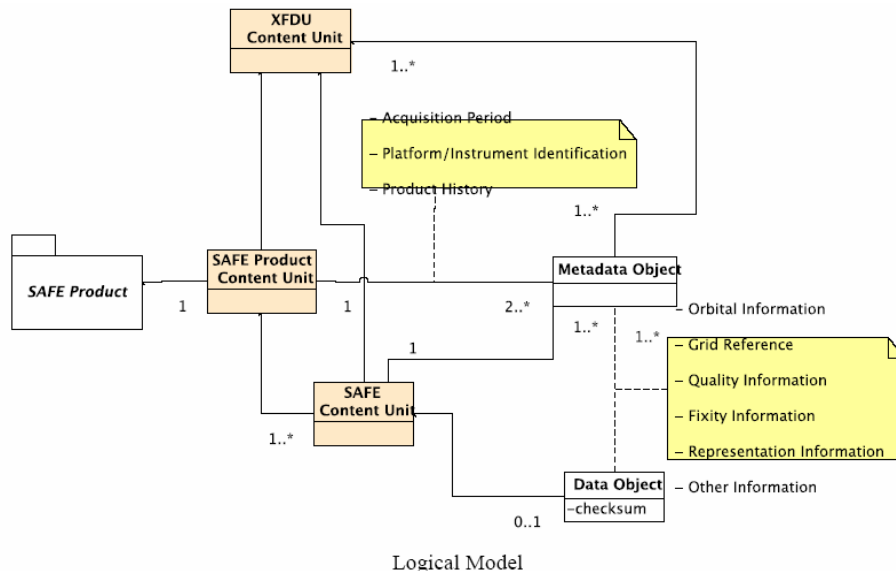 XFDU
Content Unit
1..*
– Acquisition Period
– Platform/Instrument Identification
– Product History
1..*
SAFE Product
SAFE Product
Content Unit
Metadata Object
1
1
2..*
1..*
1..*
– Orbital Information
– Grid Reference
– Quality Information
– Fixity Information
– Representation Information
– Other Information
1
SAFE
Content Unit
1..*
Data Object
–checksum
0..1
Logical Model